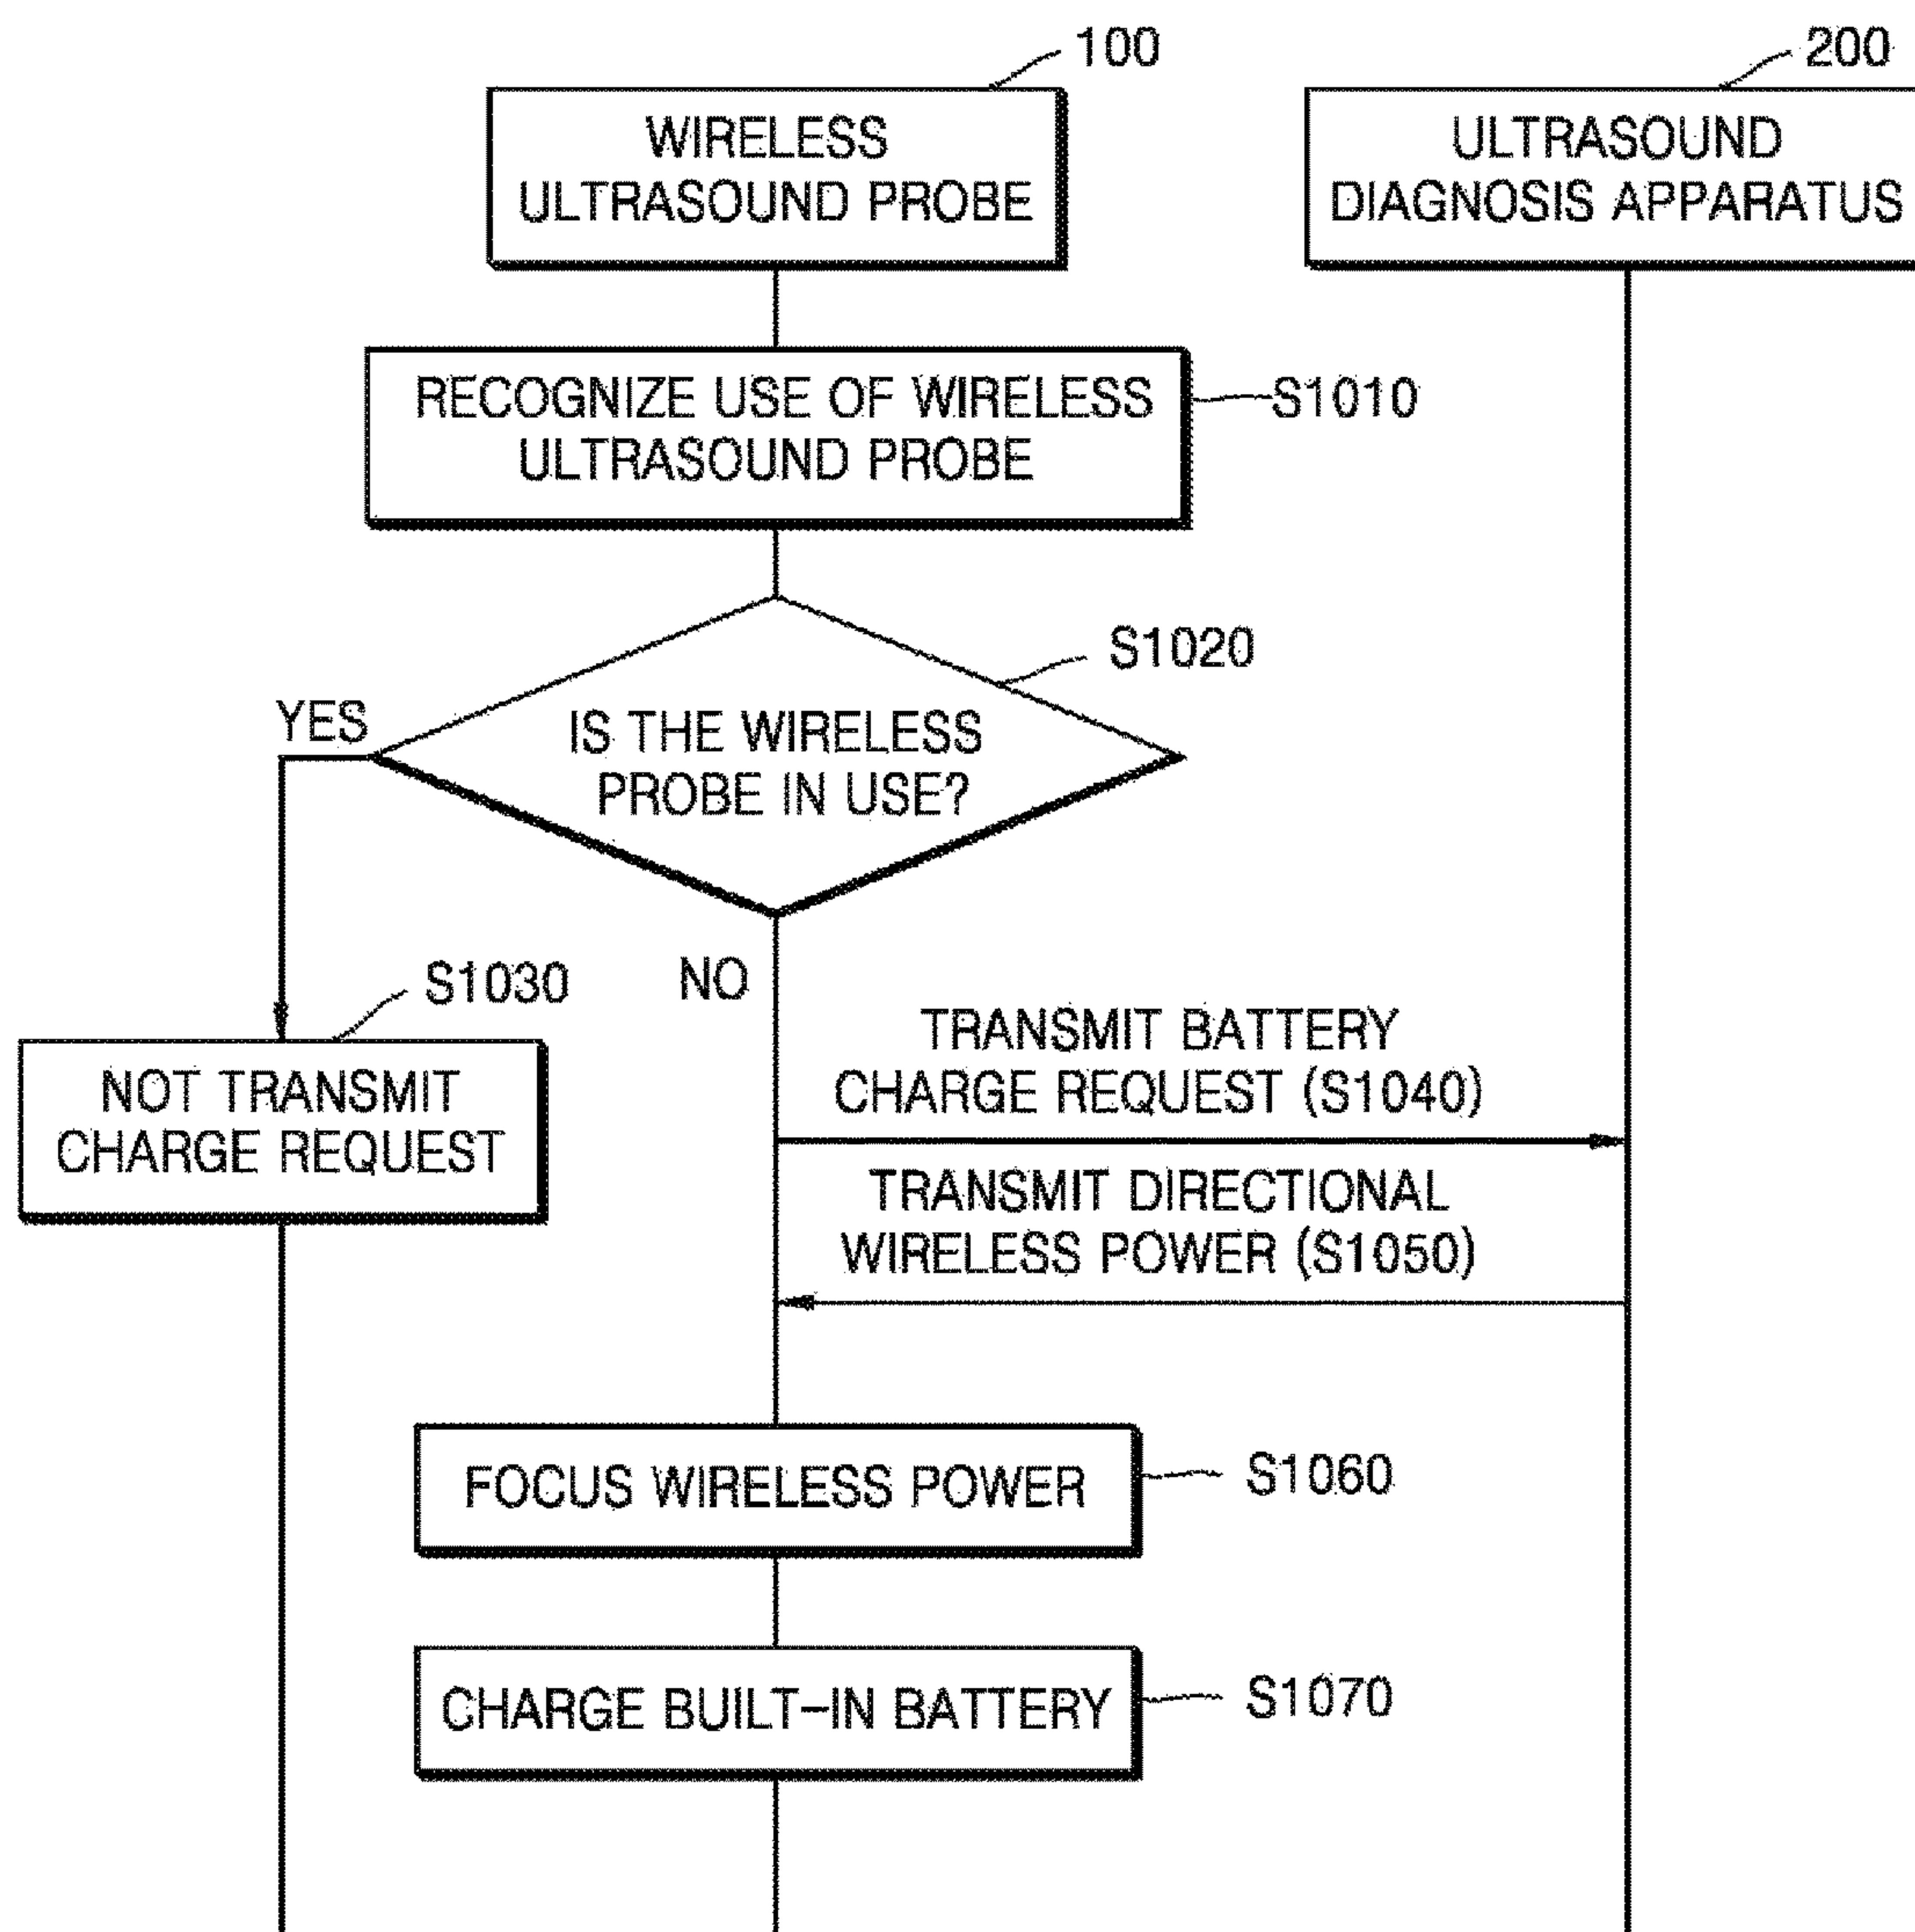 100
200
WIRELESS
ULTRASOUND PROBE
ULTRASOUND
DIAGNOSIS APPARATUS
RECOGNIZE USE OF WIRELESS
ULTRASOUND PROBE
S1010
S1020
YES
IS THE WIRELESS
PROBE IN USE?
S1030
NO
NOT TRANSMIT
CHARGE REQUEST
TRANSMIT BATTERY
CHARGE REQUEST (S1040)
TRANSMIT DIRECTIONAL
WIRELESS POWER (S1050)
FOCUS WIRELESS POWER
S1060
CHARGE BUILT-IN BATTERY
S1070